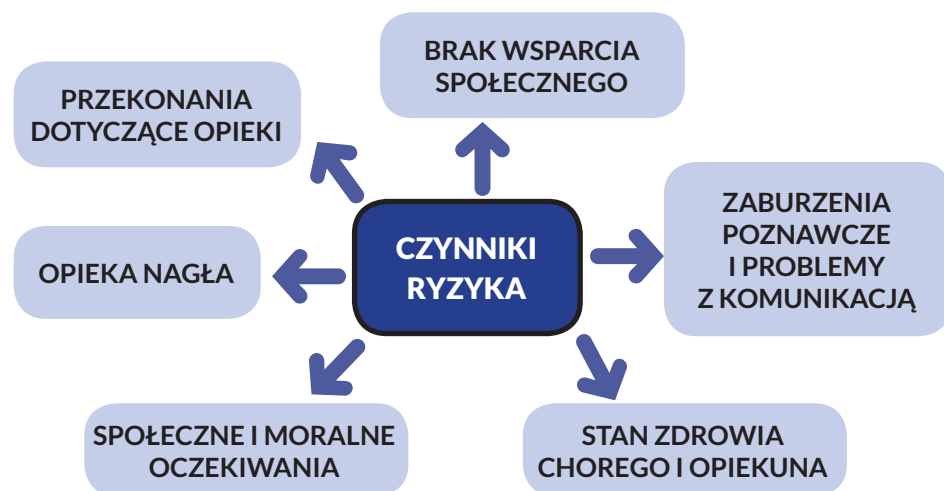 BRAK WSPARCIA
SPOŁECZNEGO
PRZEKONANIA
DOTYCZĄCE OPIEKI
ZABURZENIA
POZNAWCZE
I PROBLEMY
Z KOMUNIKACJĄ
CZYNNIKI
RYZYKA
OPIEKA NAGŁA
SPOŁECZNE I MORALNE
OCZEKIWANIA
STAN ZDROWIA
CHOREGO I OPIEKUNA